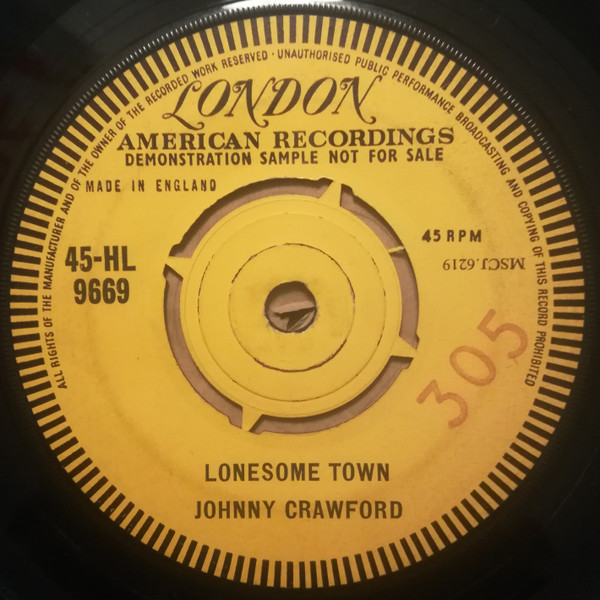 ALL RIGHTS OF THE MANUFACTURER AND OF THE OWNER OF THE RECORDED WORK RESERVED · UNAUTHORISED PUBLIC PERFORMANCE BROADCASTING AND COPYING OF THIS RECORD PROHIBITED
LONDON
AMERICAN RECORDINGS
DEMONSTRATION SAMPLE NOT FOR SALE
MADE IN ENGLAND
45-HL
9669
45 RPM
MSCJ.6219
305
LONESOME TOWN
JOHNNY CRAWFORD